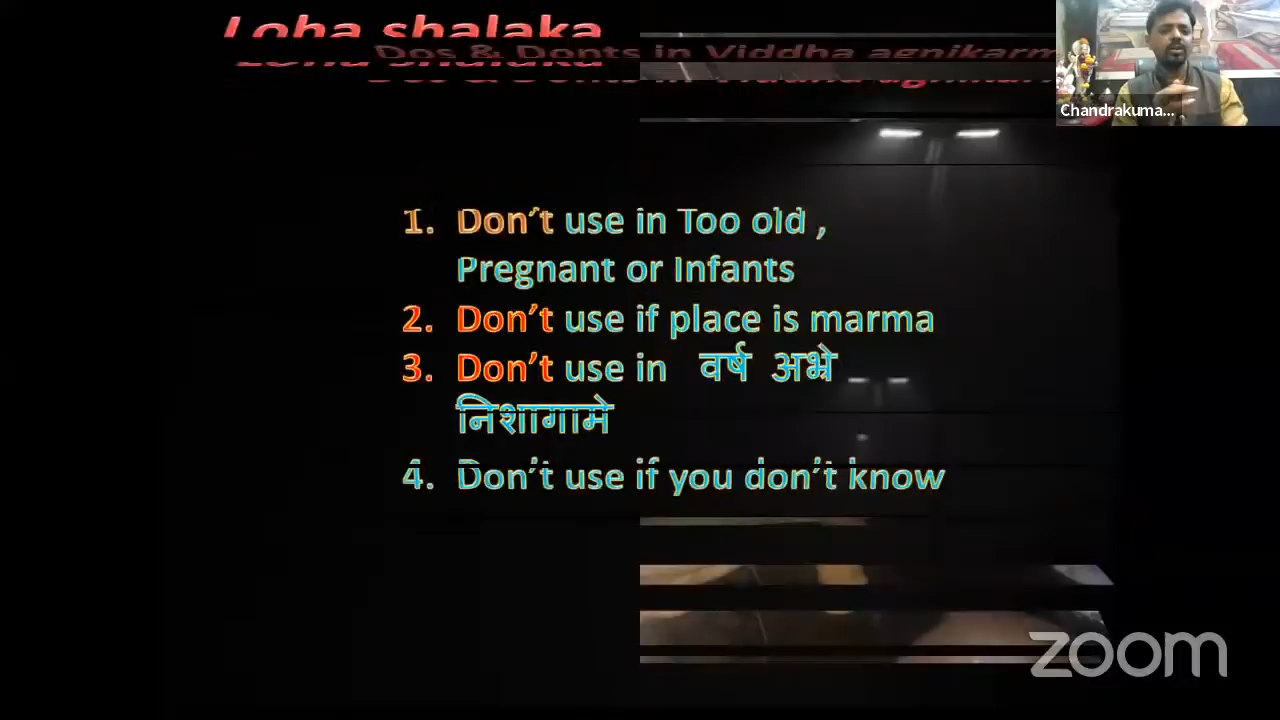 Loha shalaka
Dos & Donts in Viddha agnikarm
Chandrakuma...
1. Don't use in Too old ,
Pregnant or Infants
2. Don't use if place is marma
3. Don't use in वर्ष अभ्रे
निशागामे
4. Don't use if you don't know
zoom